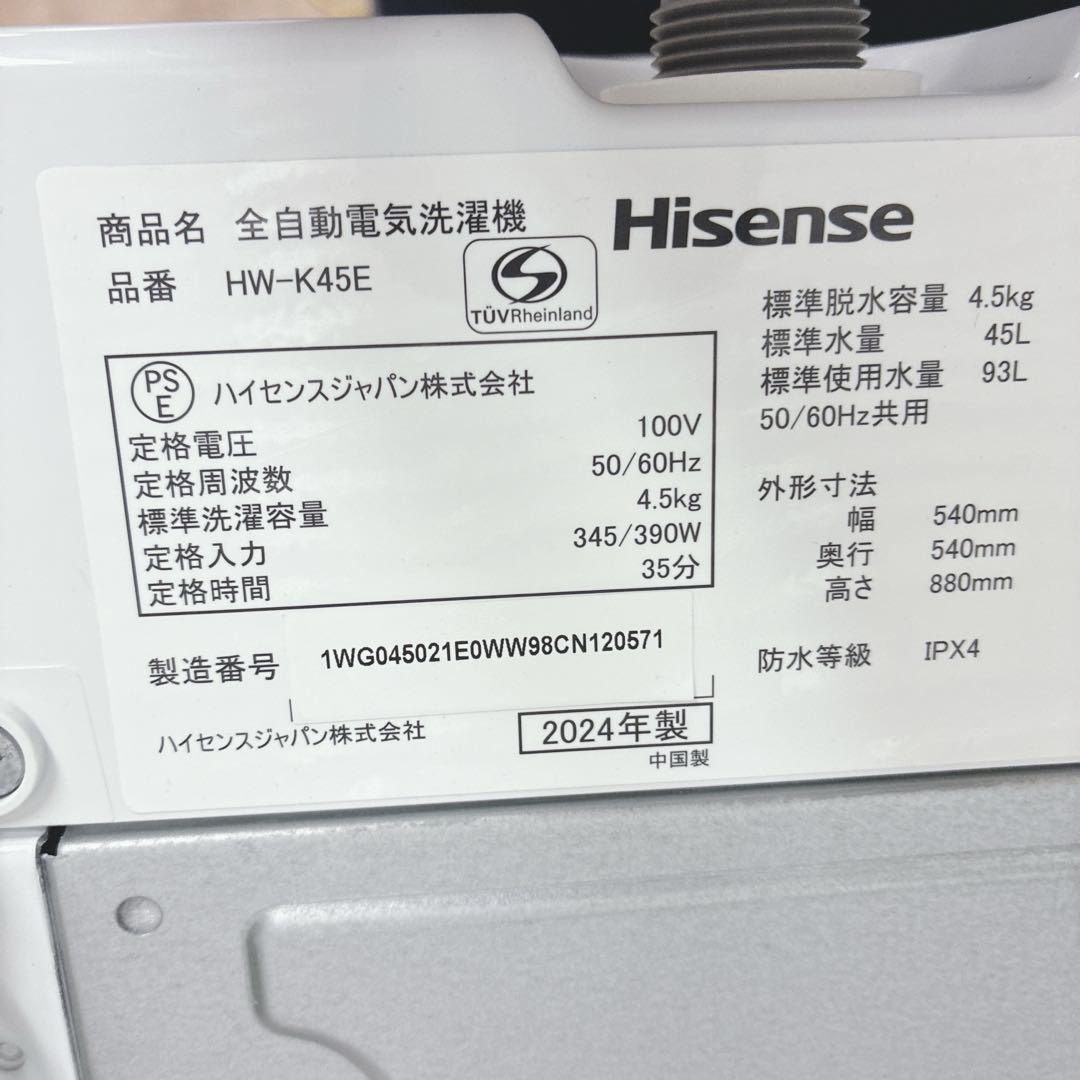 商品名 全自動電気洗濯機
品番 HW-K45E
TÜVRheinland
Hisense
PSE ハイセンスジャパン株式会社
定格電圧 100V
定格周波数 50/60Hz
標準洗濯容量 4.5kg
定格入力 345/390W
定格時間 35分
標準脱水容量 4.5kg
標準水量 45L
標準使用水量 93L
50/60Hz共用
外形寸法
幅 540mm
奥行 540mm
高さ 880mm
防水等級 IPX4
製造番号 1WG045021E0WW98CN120571
ハイセンスジャパン株式会社 2024年製
中国製